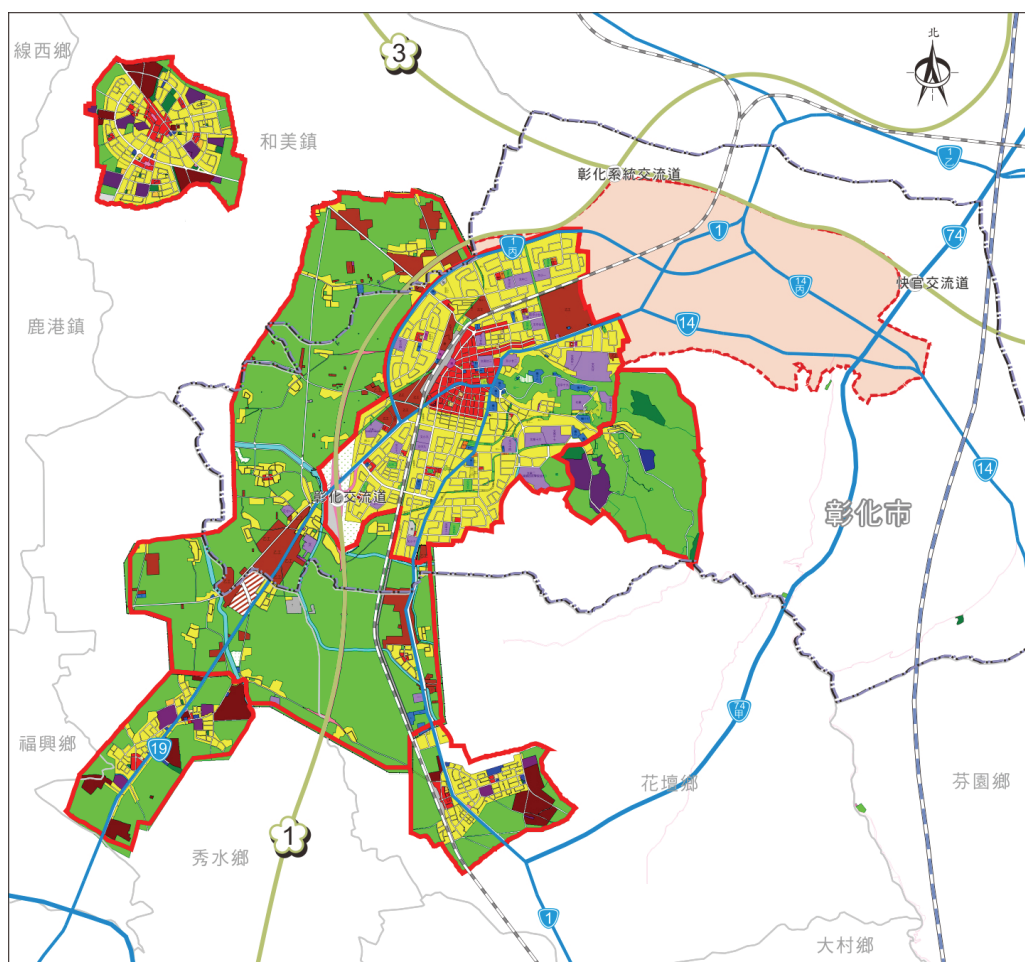 北
線西鄉
3
和美鎮
1乙
彰化系統交流道
1丙
1
74
14丙
快官交流道
鹿港鎮
14
14
彰化交流道
彰化市
74甲
福興鄉
19
花壇鄉
芬園鄉
1
秀水鄉
1
大村鄉